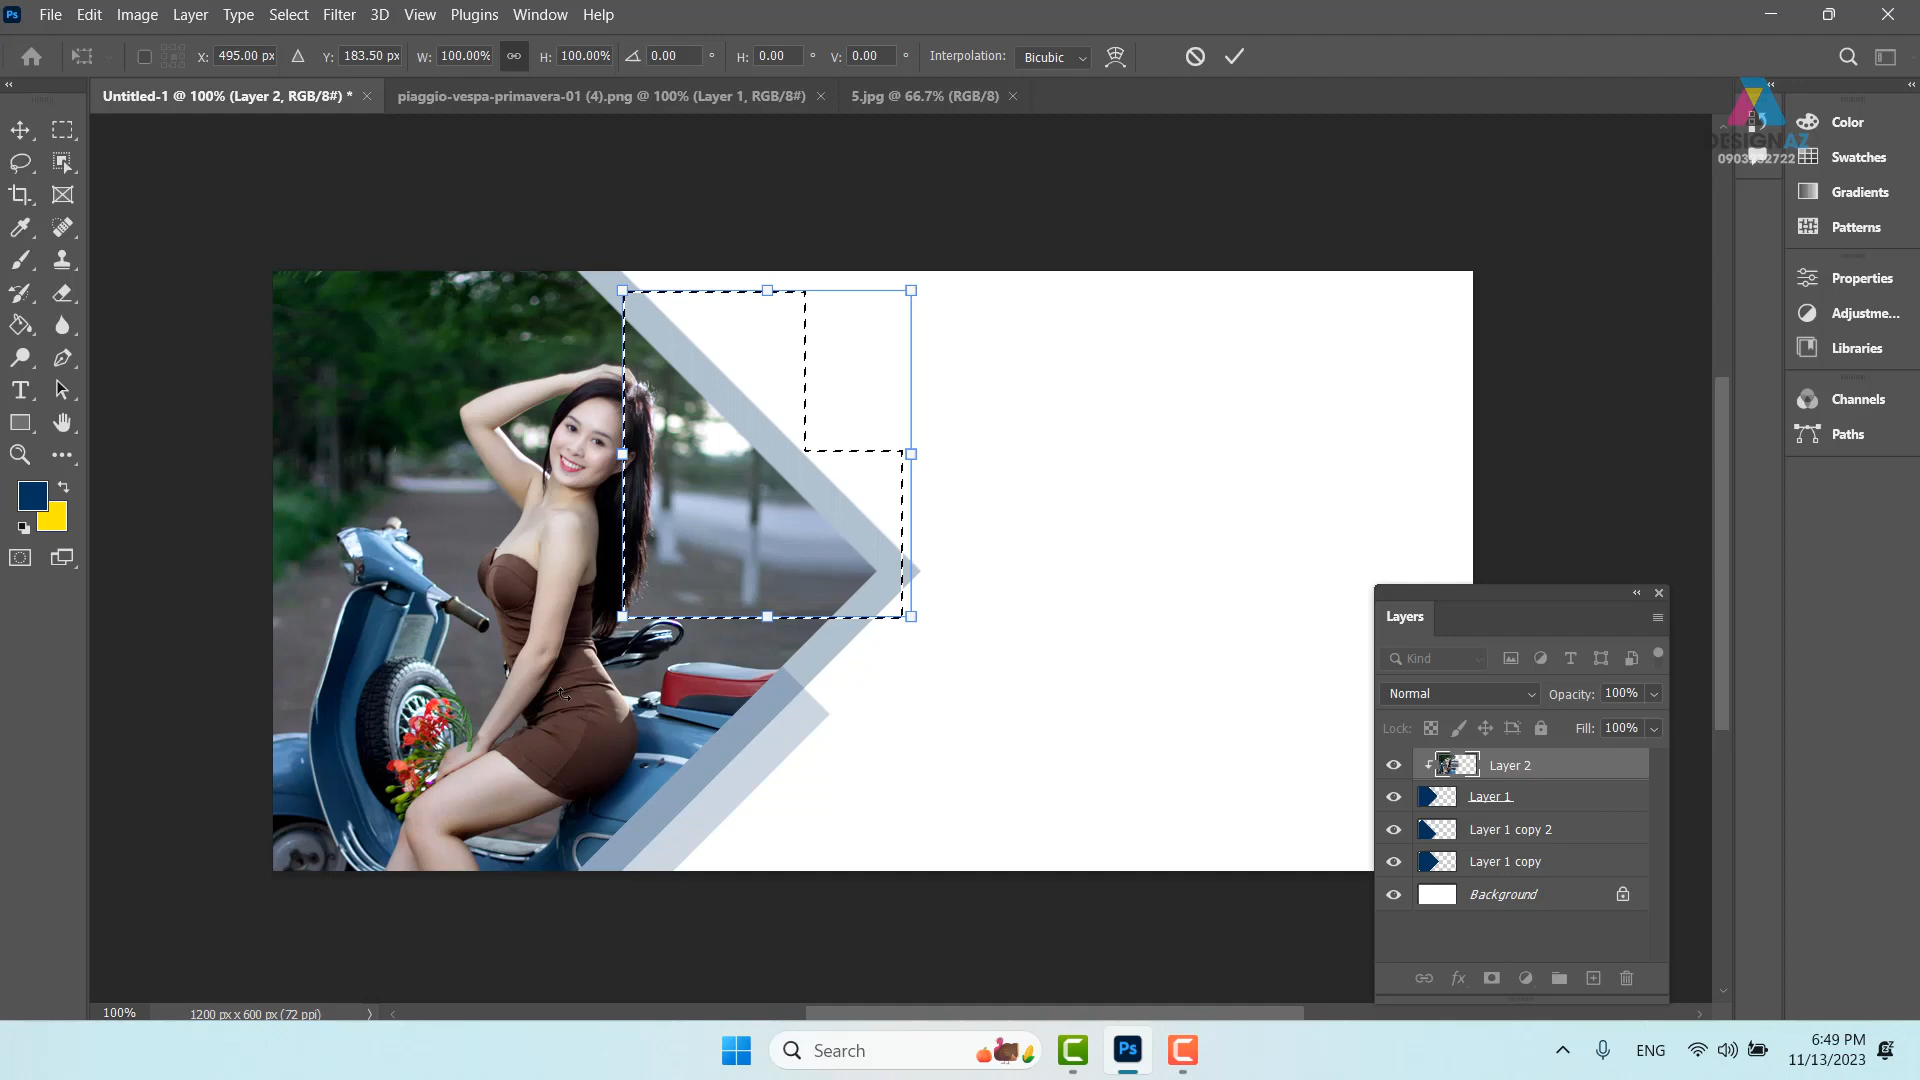 Ps File Edit Image Layer Type Select Filter 3D View Plugins Window Help
X: 495.00 px Y: 183.50 px W: 100.00% H: 100.00% 0.00 ° H: 0.00 ° V: 0.00 ° Interpolation: Bicubic
Untitled-1 @ 100% (Layer 2, RGB/8#) * piaggio-vespa-primavera-01 (4).png @ 100% (Layer 1, RGB/8#) 5.jpg @ 66.7% (RGB/8)
Color
DESIGNAZ
Swatches
Gradients
Patterns
Properties
Adjustme...
Libraries
Channels
Paths
Layers
Kind
Normal Opacity: 100%
Lock: Fill: 100%
Layer 2
Layer 1
Layer 1 copy 2
Layer 1 copy
Background
fx
100% 1200 px x 600 px (72 ppi)
Search Ps ENG 6:49 PM
11/13/2023